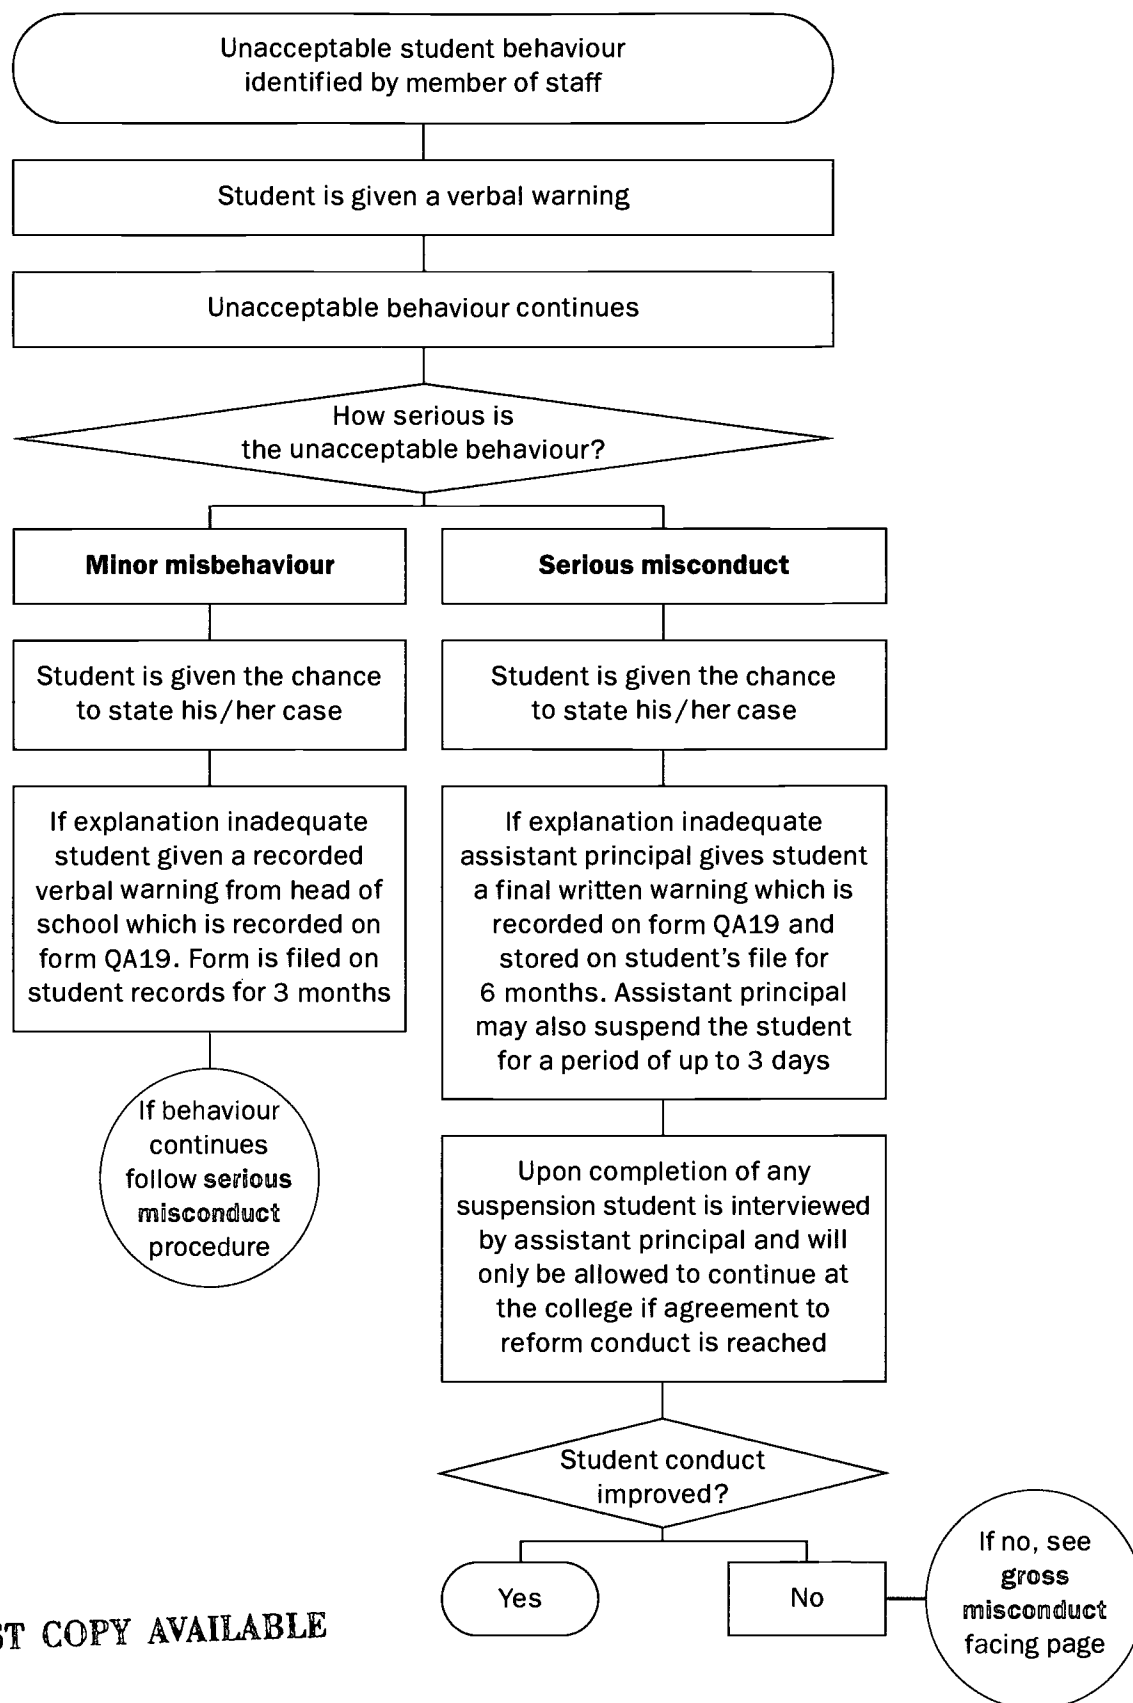 Unacceptable student behaviour
identified by member of staff
Student is given a verbal warning
Unacceptable behaviour continues
How serious is
the unacceptable behaviour?
Minor misbehaviour
Student is given the chance
to state his/her case
If explanation inadequate
student given a recorded
verbal warning from head of
school which is recorded on
form QA19. Form is filed on
student records for 3 months
If behaviour
continues
follow serious
misconduct
procedure
Serious misconduct
Student is given the chance
to state his/her case
If explanation inadequate
assistant principal gives student
a final written warning which is
recorded on form QA19 and
stored on student's file for
6 months. Assistant principal
may also suspend the student
for a period of up to 3 days
Upon completion of any
suspension student is interviewed
by assistant principal and will
only be allowed to continue at
the college if agreement to
reform conduct is reached
Student conduct
improved?
Yes
No
If no, see
gross
misconduct
facing page
ST COPY AVAILABLE